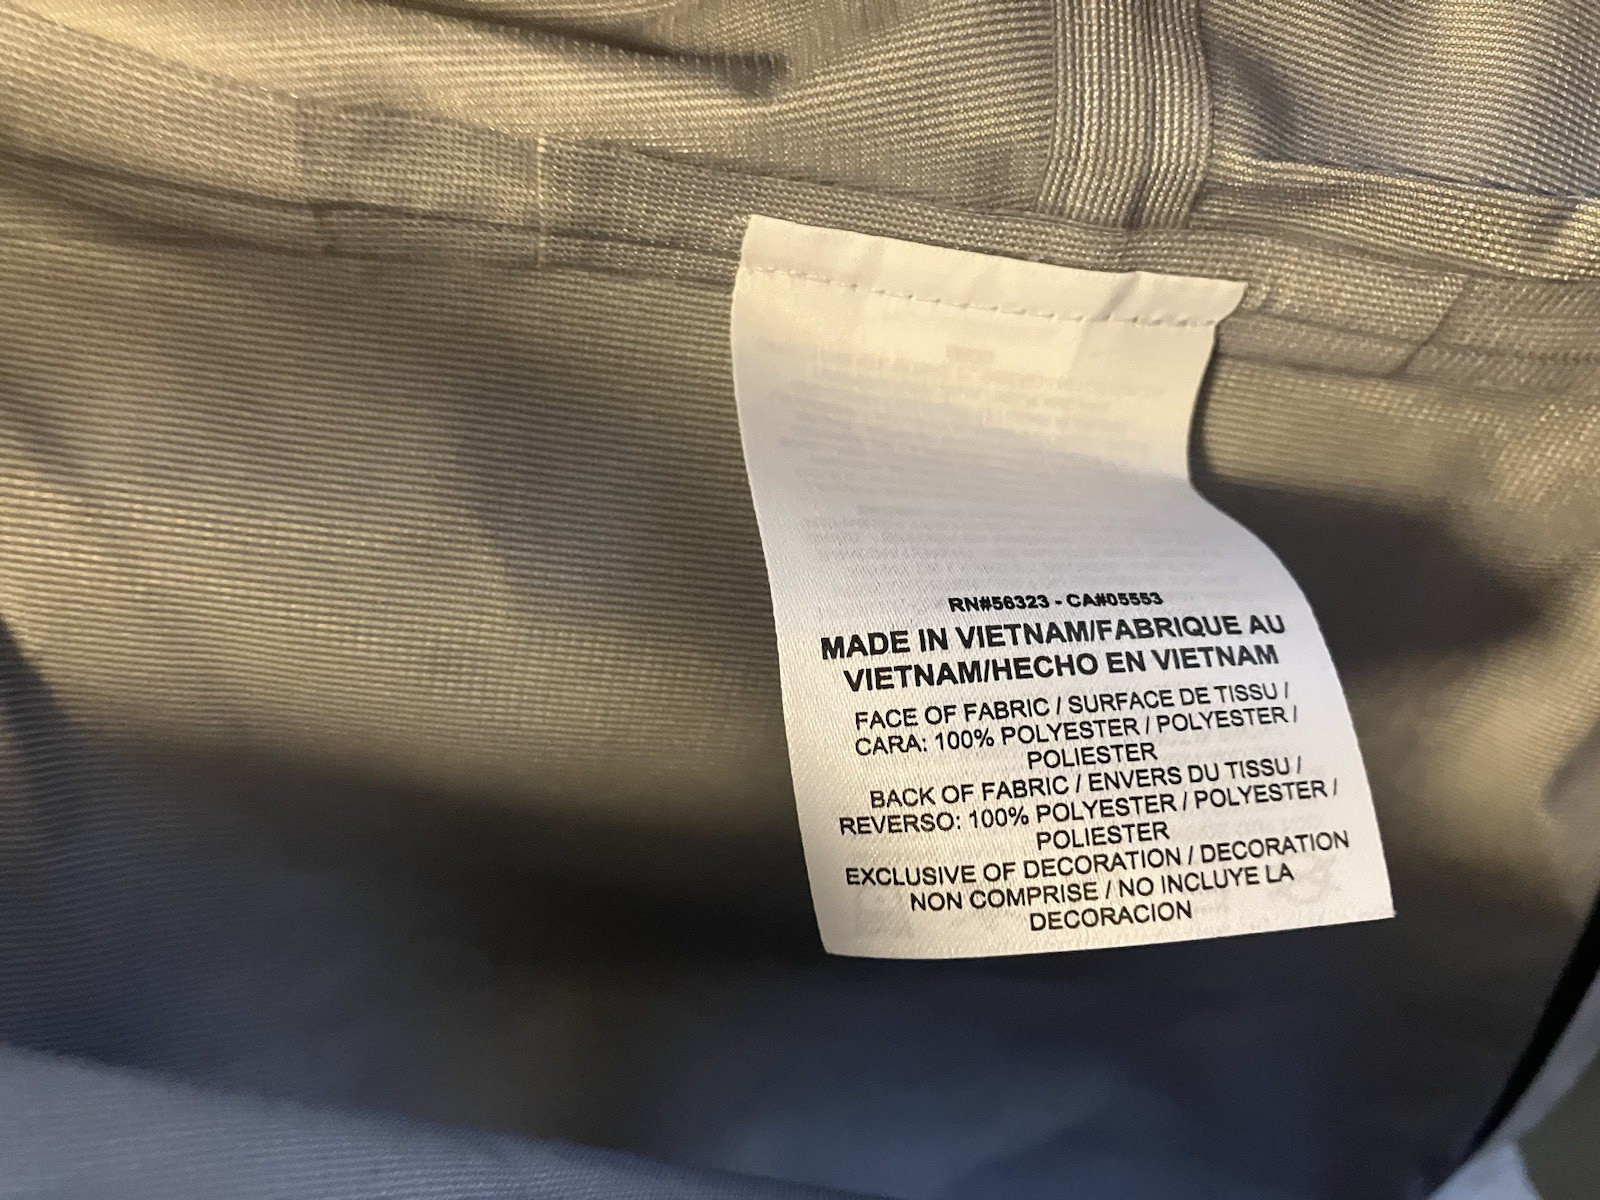 RN#56323 - CA#05553
MADE IN VIETNAM/FABRIQUE AU
VIETNAM/HECHO EN VIETNAM
FACE OF FABRIC / SURFACE DE TISSU /
CARA: 100% POLYESTER / POLYESTER /
POLIESTER
BACK OF FABRIC / ENVERS DU TISSU /
REVERSO: 100% POLYESTER / POLYESTER /
POLIESTER
EXCLUSIVE OF DECORATION / DECORATION
NON COMPRISE / NO INCLUYE LA
DECORACION